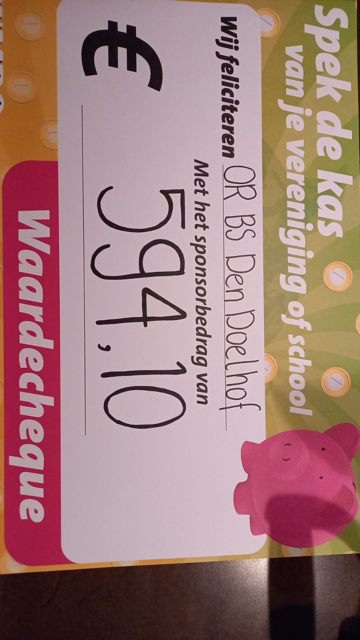 Spek de kas
van je vereniging of school
Wij feliciteren OR BS Den Doelhof
Met het sponsorbedrag van
€ 594,10
Waardecheque